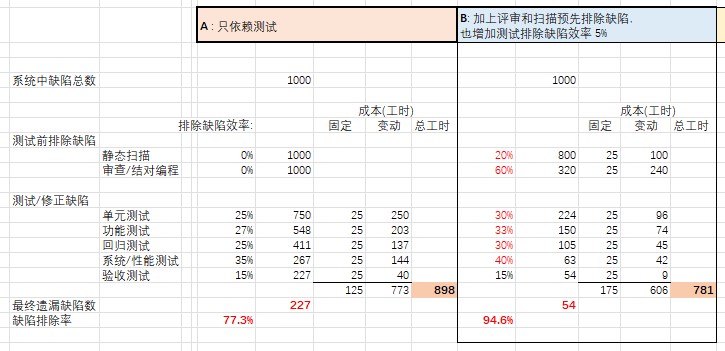 A : 只依赖测试
B: 加上评审和扫描预先排除缺陷.
也增加测试排除缺陷效率 5%
系统中缺陷总数 1000 1000
成本(工时) 成本(工时)
排除缺陷效率: 固定 变动 总工时 固定 变动 总工时
测试前排除缺陷
静态扫描 0% 1000 20% 800 25 100
审查/结对编程 0% 1000 60% 320 25 240
测试/修正缺陷
单元测试 25% 750 25 250 30% 224 25 96
功能测试 27% 548 25 203 33% 150 25 74
回归测试 25% 411 25 137 30% 105 25 45
系统/性能测试 35% 267 25 144 40% 63 25 42
验收测试 15% 227 25 40 15% 54 25 9
125 773 898 175 606 781
最终遗漏缺陷数 227 54
缺陷排除率 77.3% 94.6%